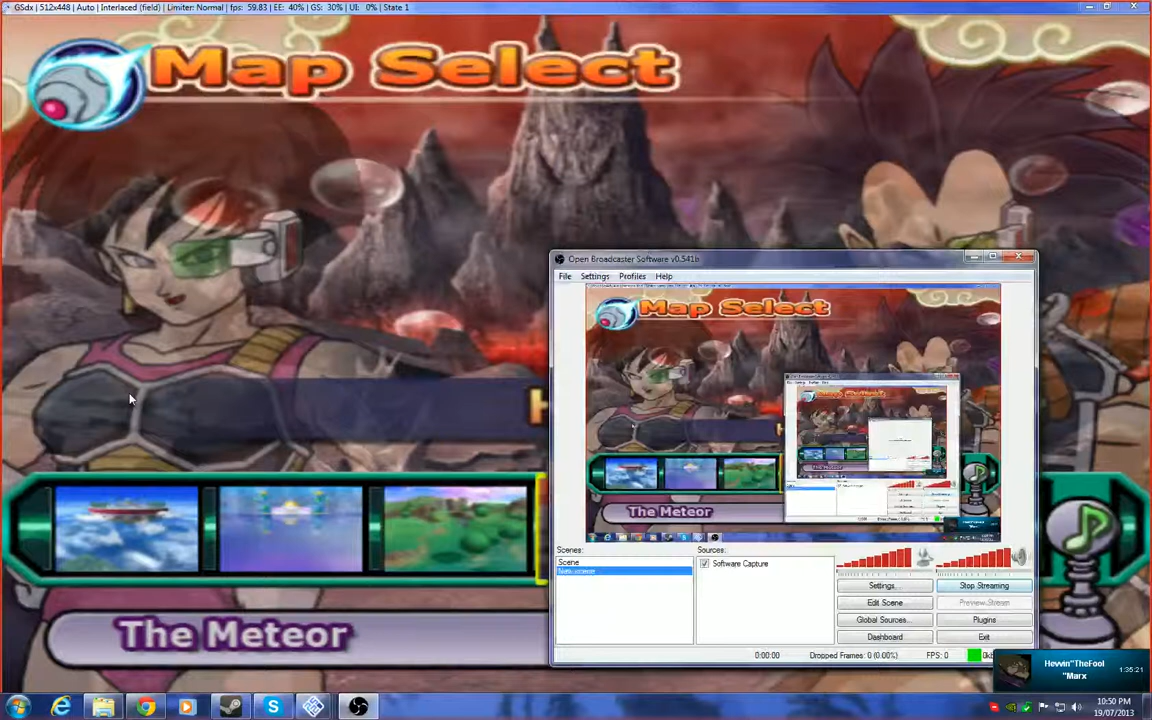 GSdx | 512x448 | Auto | Interlaced (field) | Limiter: Normal | fps: 59.83 | EE: 40% | GS: 30% | UI: 0% | State 1
Map Select
Open Broadcaster Software v0.541b
File Settings Profiles Help
Map Select
The Meteor
Scenes:
Sources:
Scene
Software Capture
Settings...
Stop Streaming
Edit Scene
Preview Stream
Global Sources...
Plugins
Dashboard
Exit
0:00:00
Dropped Frames: 0 (0.00%)
FPS: 0
The Meteor
Hevvin"TheFool
"Marx
1:35:21
10:50 PM
19/07/2013